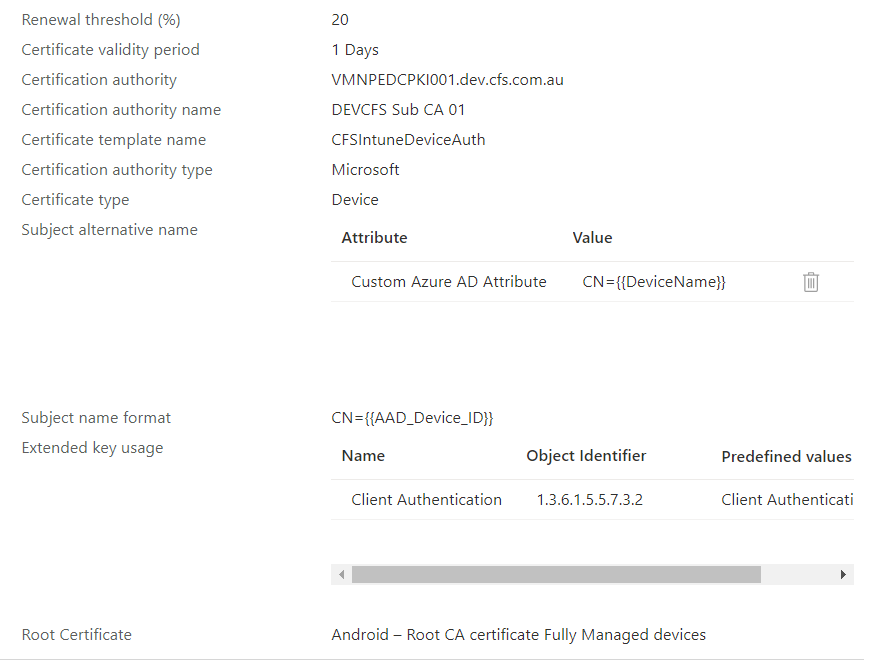 Renewal threshold (%) 20
Certificate validity period 1 Days
Certification authority VMNPEDCPKI001.dev.cfs.com.au
Certification authority name DEVCFS Sub CA 01
Certificate template name CFSIntuneDeviceAuth
Certification authority type Microsoft
Certificate type Device
Subject alternative name
Attribute Value
Custom Azure AD Attribute CN={{DeviceName}}
Subject name format CN={{AAD_Device_ID}}
Extended key usage
Name Object Identifier Predefined values
Client Authentication 1.3.6.1.5.5.7.3.2 Client Authenticati
Root Certificate Android – Root CA certificate Fully Managed devices